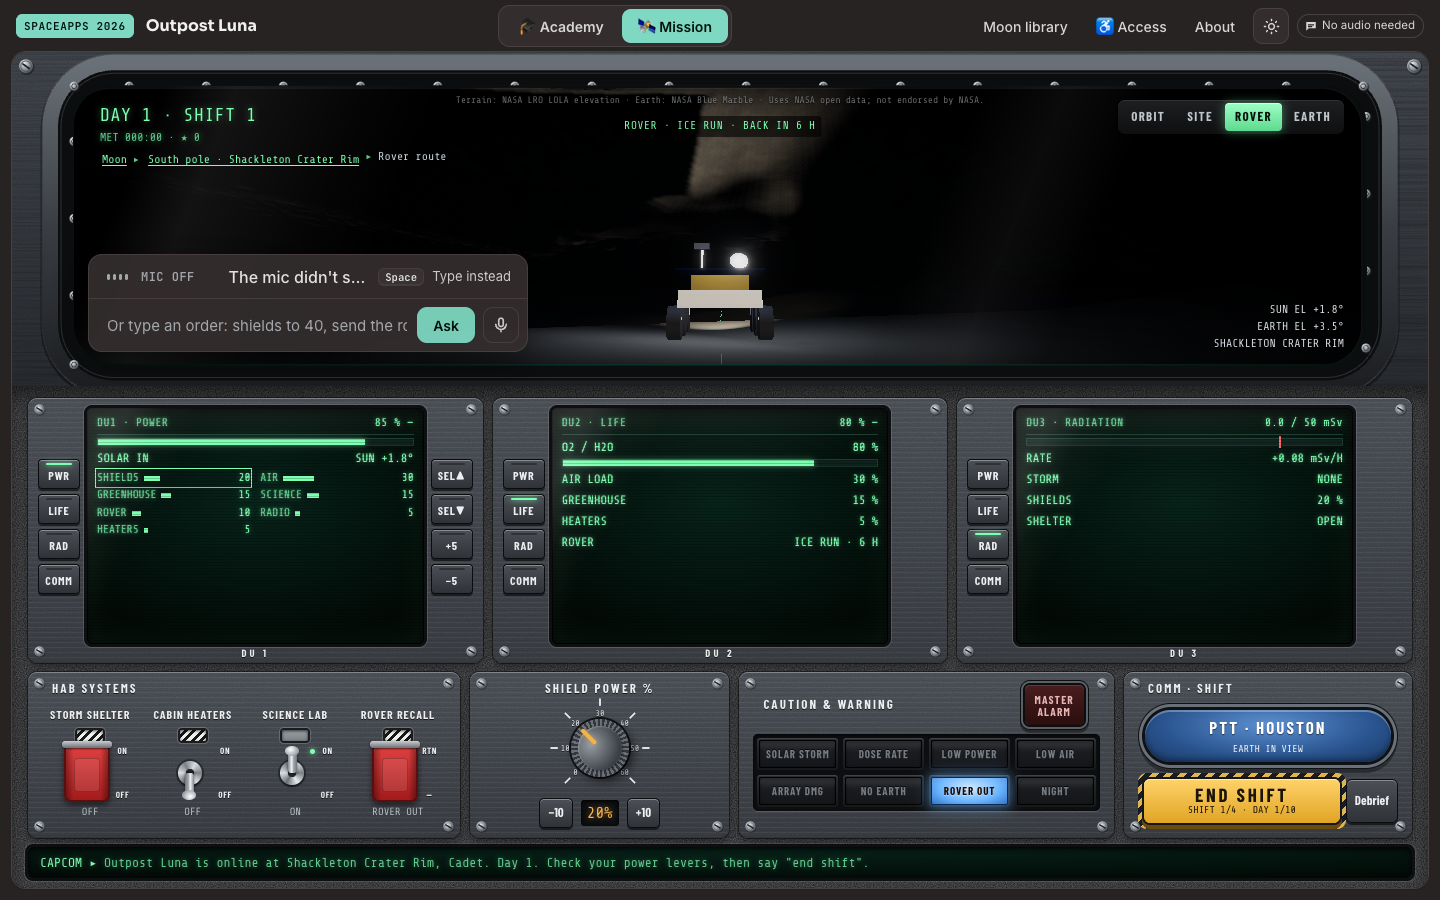 SPACEAPPS 2026 Outpost Luna Academy Mission Moon library Access About No audio needed
Terrain: NASA LRO LOLA elevation · Earth: NASA Blue Marble · Uses NASA open data; not endorsed by NASA.
DAY 1 · SHIFT 1
MET 000:00 · ★ 0
ROVER · ICE RUN · BACK IN 6 H
ORBIT SITE ROVER EARTH
Moon ▸ South pole · Shackleton Crater Rim ▸ Rover route
MIC OFF The mic didn't s... Space Type instead
Or type an order: shields to 40, send the ro Ask
SUN EL +1.8°
EARTH EL +3.5°
SHACKLETON CRATER RIM
DU1 · POWER 85 % —
SOLAR IN SUN +1.8°
SHIELDS 20 AIR 30
GREENHOUSE 15 SCIENCE 15
ROVER 10 RADIO 5
HEATERS 5
PWR
LIFE
RAD
COMM
SEL▲
SEL▼
+5
−5
DU 1
DU2 · LIFE 80 % —
O2 / H2O 80 %
AIR LOAD 30 %
GREENHOUSE 15 %
HEATERS 5 %
ROVER ICE RUN · 6 H
PWR
LIFE
RAD
COMM
DU 2
DU3 · RADIATION 0.0 / 50 mSv
RATE +0.08 mSv/H
STORM NONE
SHIELDS 20 %
SHELTER OPEN
PWR
LIFE
RAD
COMM
DU 3
HAB SYSTEMS
STORM SHELTER CABIN HEATERS SCIENCE LAB ROVER RECALL
ON ON ON RTN
OFF OFF OFF —
OFF OFF ON ROVER OUT
SHIELD POWER %
0 10 20 30 40 50 60
−10 20% +10
CAUTION & WARNING
MASTER
ALARM
SOLAR STORM DOSE RATE LOW POWER LOW AIR
ARRAY DMG NO EARTH ROVER OUT NIGHT
COMM · SHIFT
PTT · HOUSTON
EARTH IN VIEW
END SHIFT
SHIFT 1/4 · DAY 1/10
Debrief
CAPCOM ▸ Outpost Luna is online at Shackleton Crater Rim, Cadet. Day 1. Check your power levers, then say "end shift".